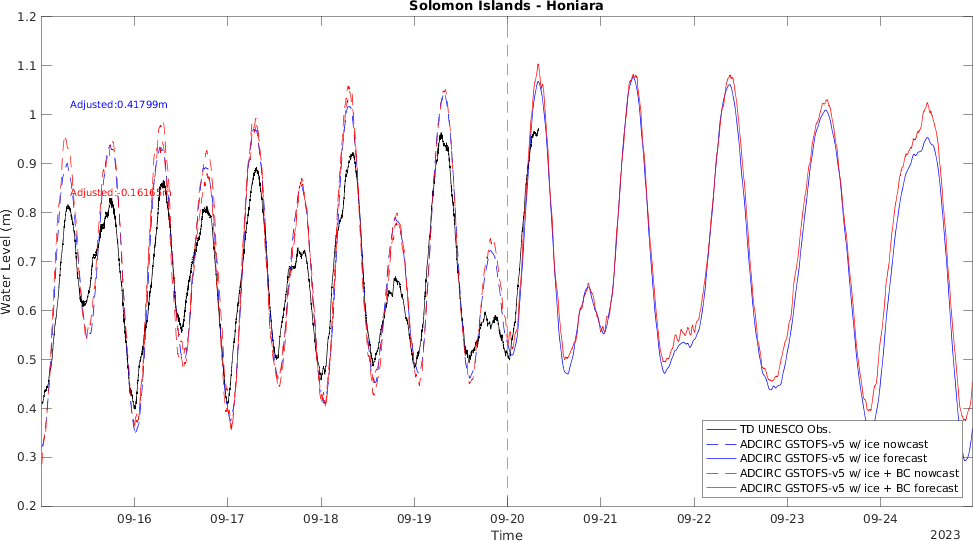 Solomon Islands - Honiara
1.2
1.1
1
0.9
0.8
0.7
0.6
0.5
0.4
0.3
0.2
Water Level (m)
Adjusted:0.41799m
Adjusted:-0.16165m
TD UNESCO Obs.
ADCIRC GSTOFS-v5 w/ ice nowcast
ADCIRC GSTOFS-v5 w/ ice forecast
ADCIRC GSTOFS-v5 w/ ice + BC nowcast
ADCIRC GSTOFS-v5 w/ ice + BC forecast
09-16 09-17 09-18 09-19 09-20 09-21 09-22 09-23 09-24
Time
2023